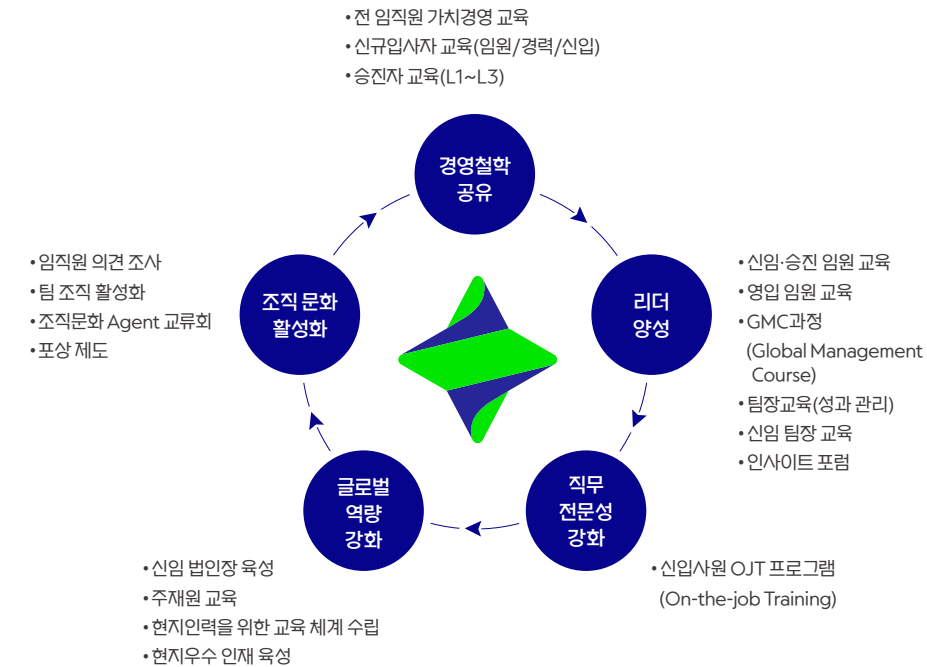 • 전 임직원 가치경영 교육
• 신규입사자 교육(임원/경력/신입)
• 승진자 교육(L1~L3)
경영철학
공유
• 임직원 의견 조사
• 팀 조직 활성화
• 조직문화 Agent 교류회
• 포상 제도
조직 문화
활성화
리더
양성
• 신임·승진 임원 교육
• 영입 임원 교육
• GMC과정
(Global Management
Course)
• 팀장교육(성과 관리)
• 신임 팀장 교육
• 인사이트 포럼
글로벌
역량
강화
직무
전문성
강화
• 신임 법인장 육성
• 주재원 교육
• 현지인력을 위한 교육 체계 수립
• 현지우수 인재 육성
• 신입사원 OJT 프로그램
(On-the-job Training)